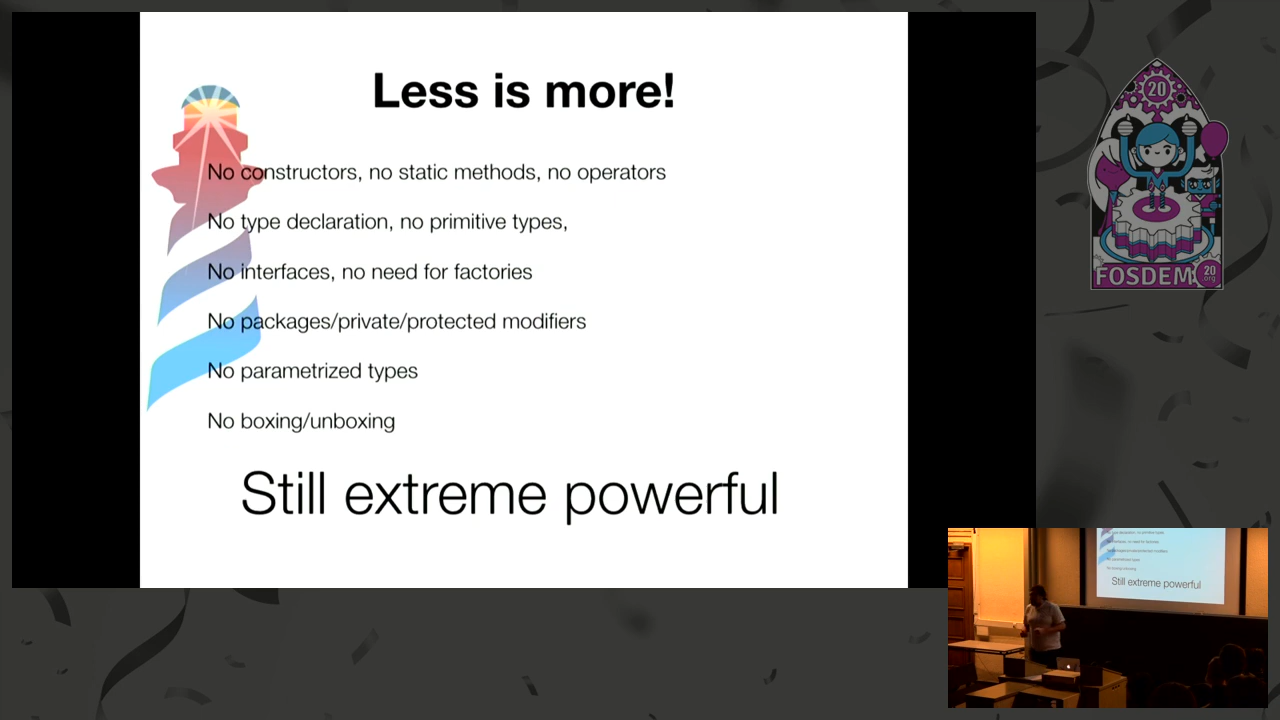 Less is more!
No constructors, no static methods, no operators
No type declaration, no primitive types,
No interfaces, no need for factories
No packages/private/protected modifiers
No parametrized types
No boxing/unboxing
Still extreme powerful
20
FOSDEM
20
.org
Still extreme powerful